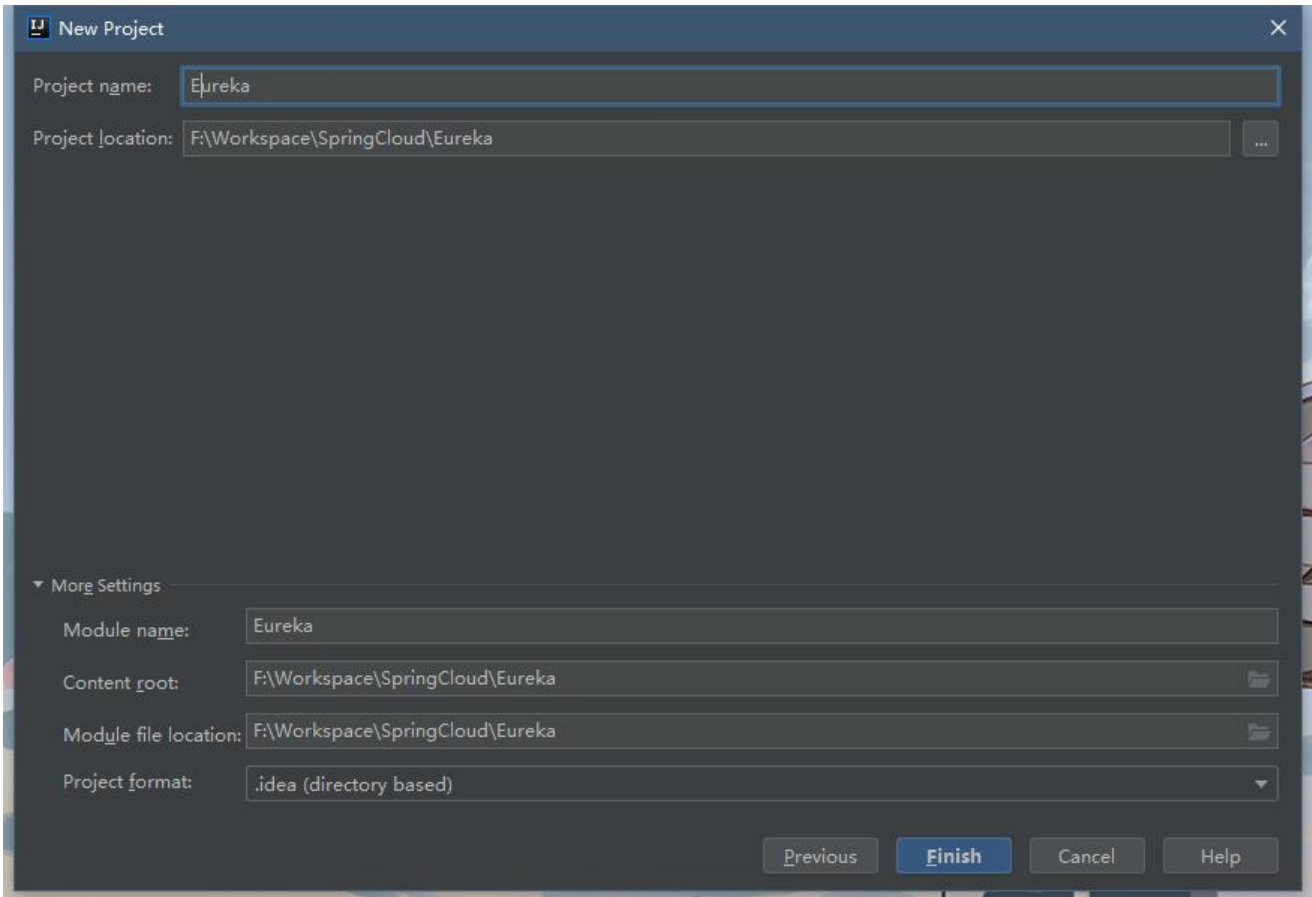 IJ New Project
Project name: Eureka
Project location: F:\Workspace\SpringCloud\Eureka ...
More Settings
Module name: Eureka
Content root: F:\Workspace\SpringCloud\Eureka
Module file location: F:\Workspace\SpringCloud\Eureka
Project format: .idea (directory based)
Previous Finish Cancel Help